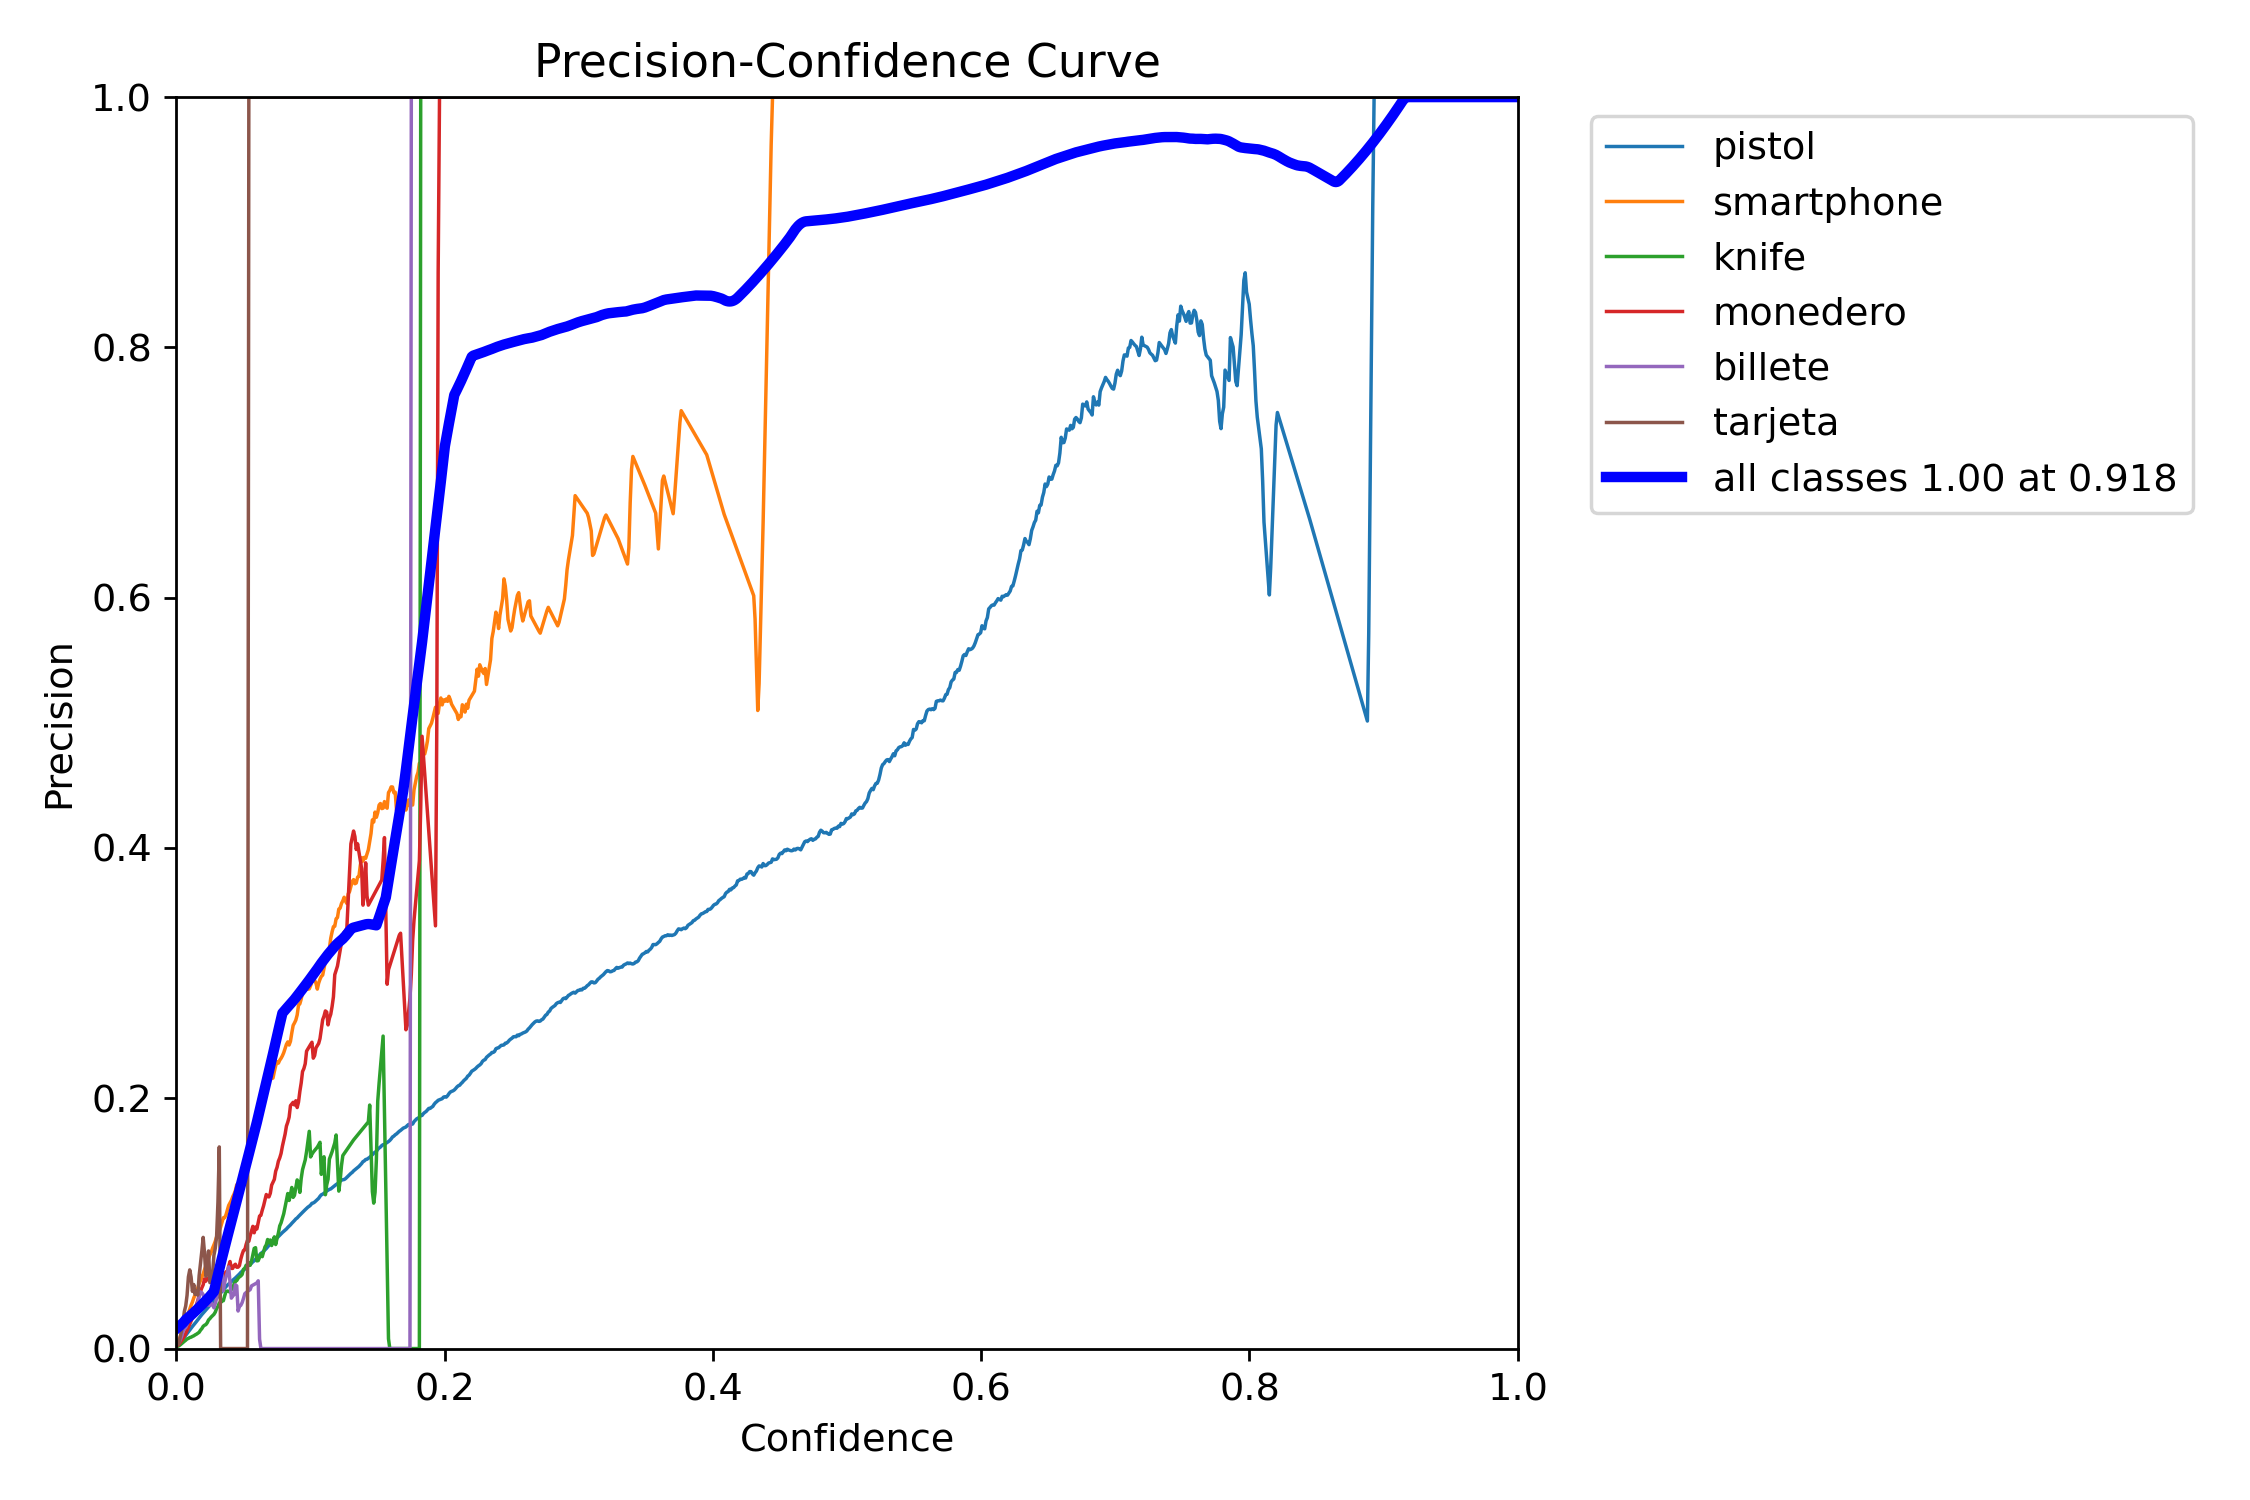 Precision-Confidence Curve
1.0
0.8
0.6
0.4
0.2
0.0
Precision
0.0 0.2 0.4 0.6 0.8 1.0
Confidence
pistol
smartphone
knife
monedero
billete
tarjeta
all classes 1.00 at 0.918